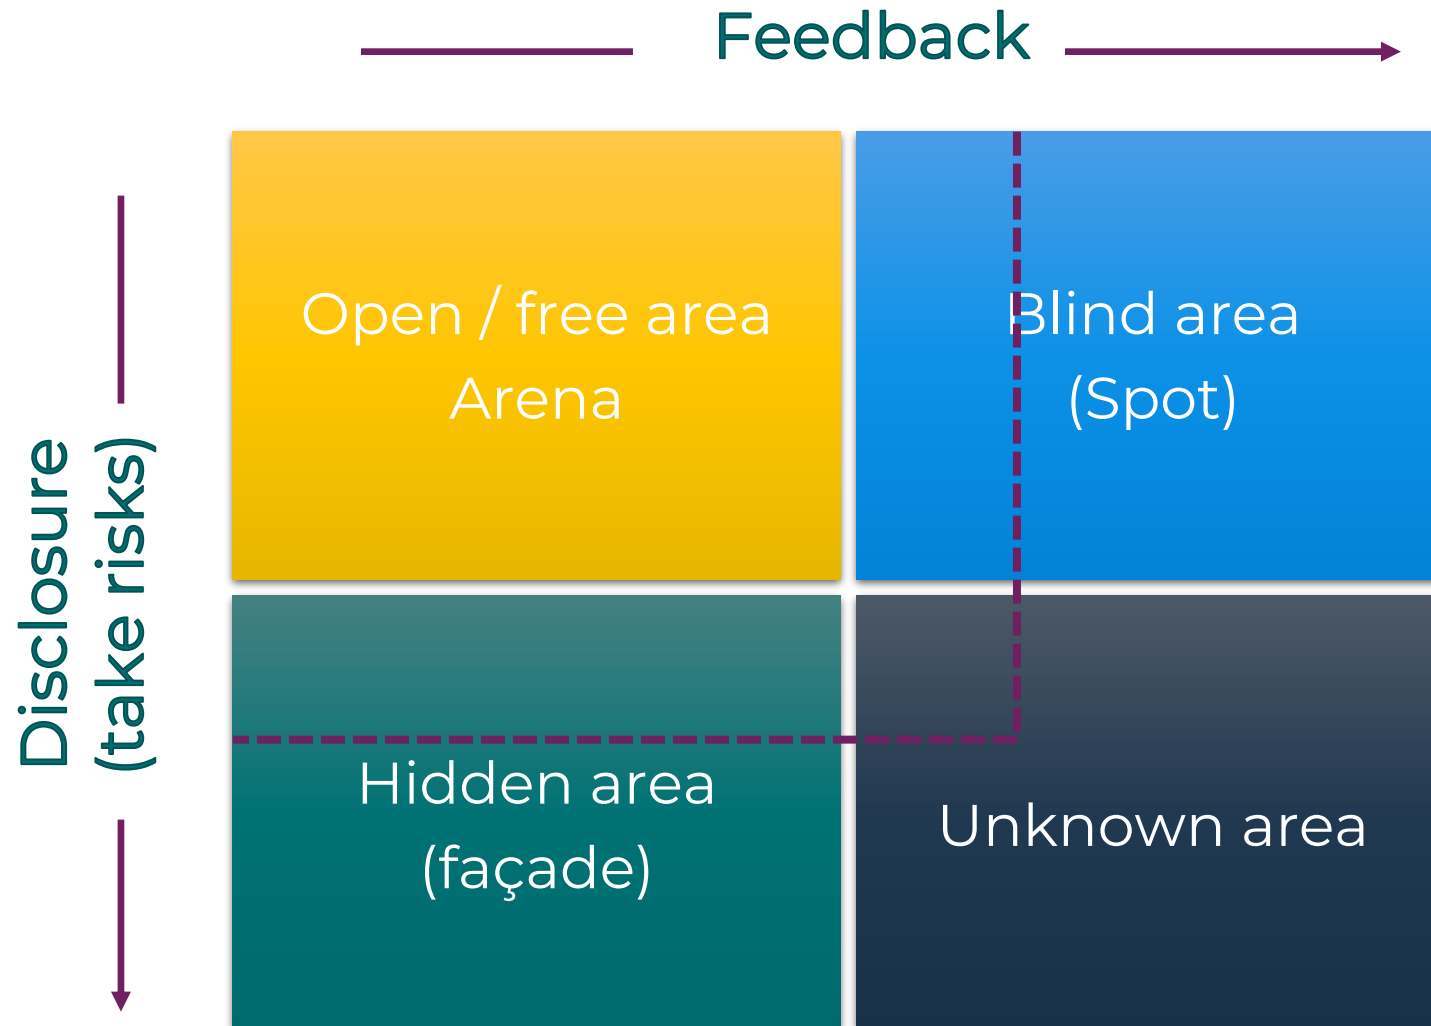 Feedback
Disclosure
(take risks)
Open / free area
Arena
Blind area
(Spot)
Hidden area
(façade)
Unknown area